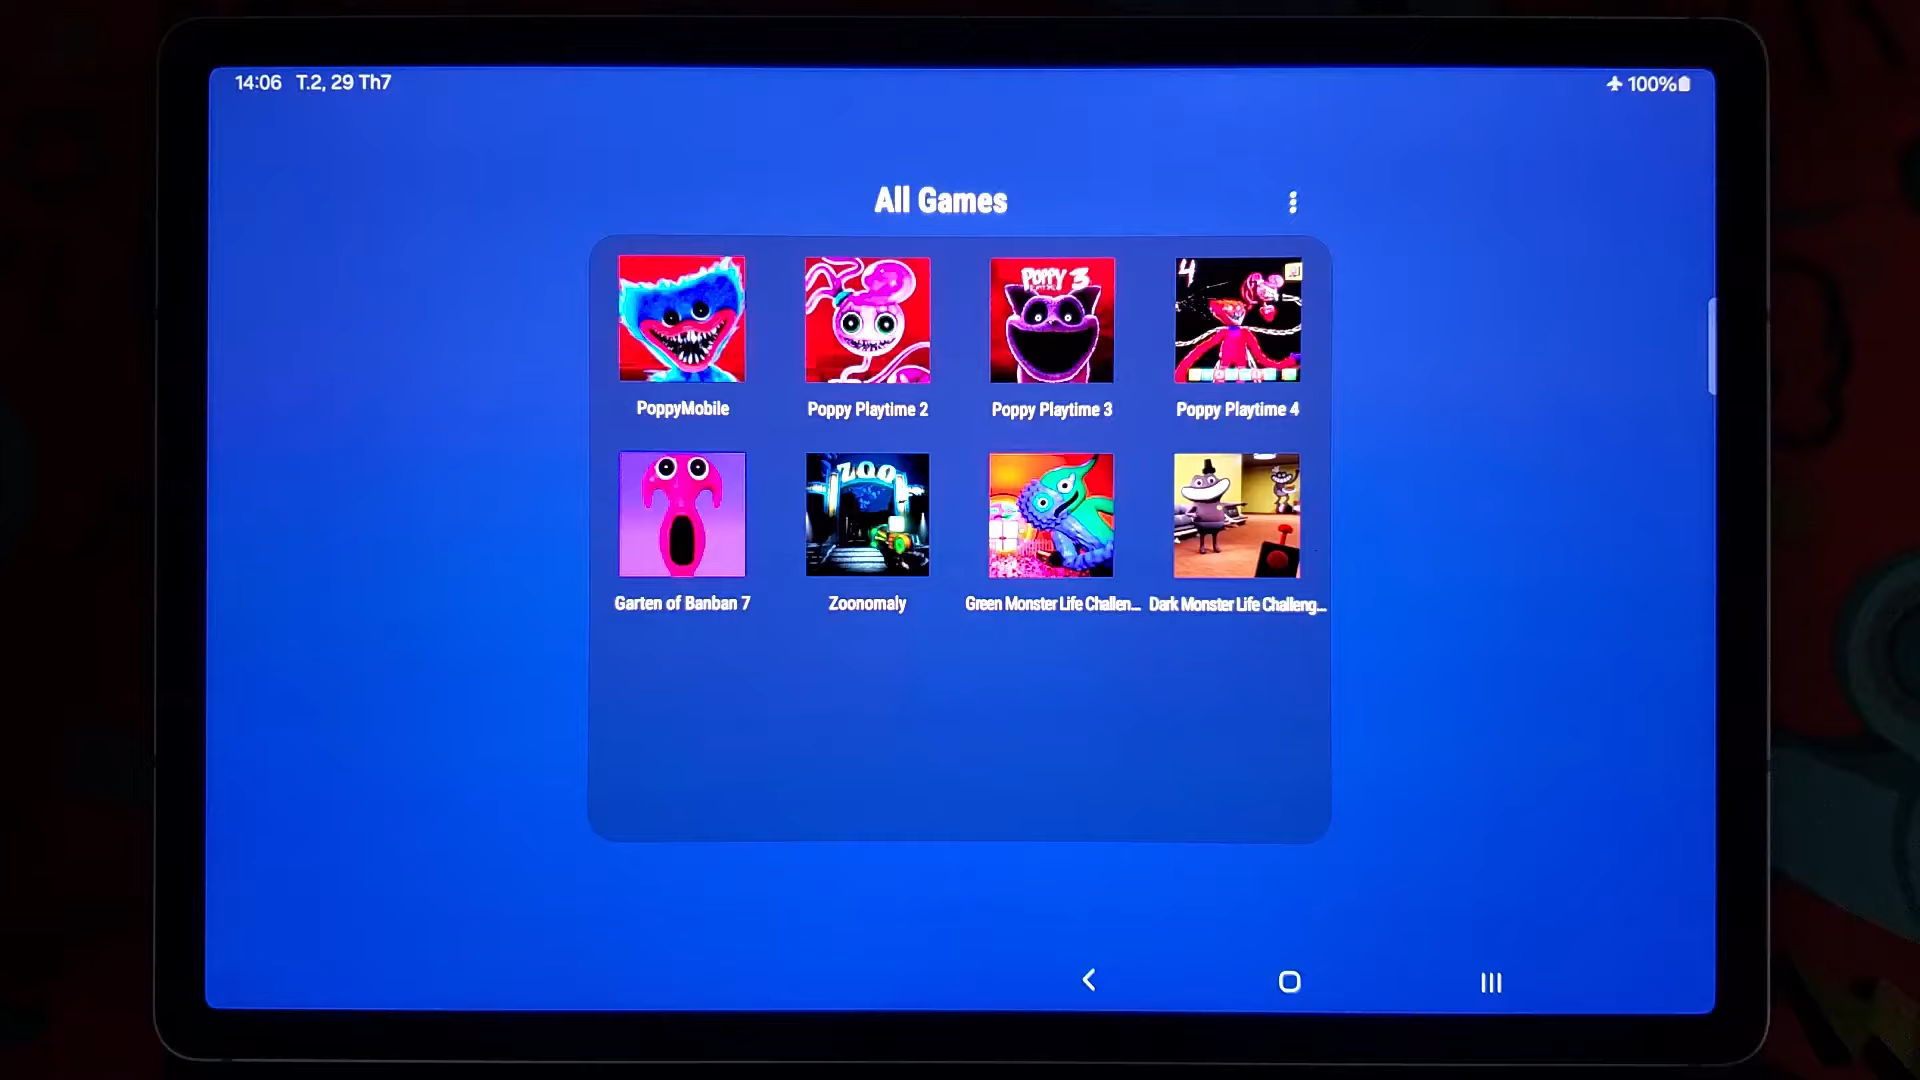 14:06 T.2, 29 Th7
100%
All Games
POPPY 3
4
PoppyMobile
Poppy Playtime 2
Poppy Playtime 3
Poppy Playtime 4
ZOO
Garten of Banban 7
Zoonomaly
Green Monster Life Challen...
Dark Monster Life Challeng...